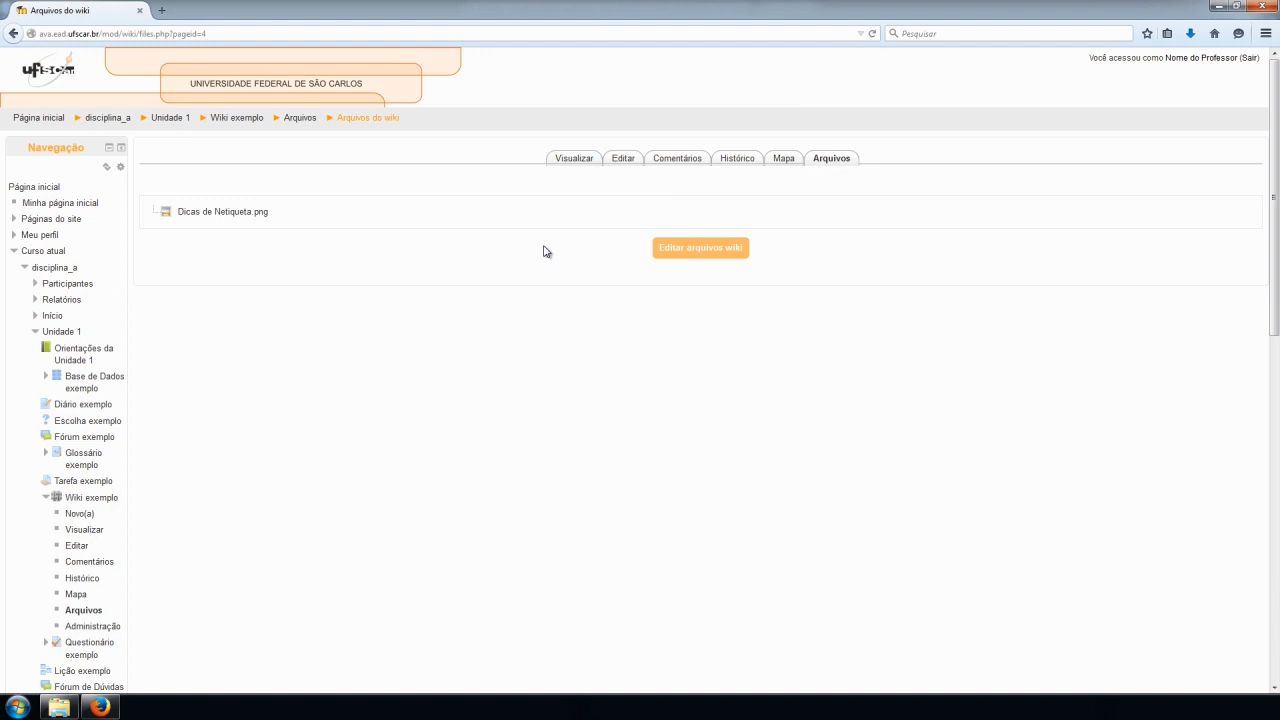 Arquivos do wiki
ava.ead.ufscar.br/mod/wiki/files.php?pageid=4
Pesquisar
ufscar
UNIVERSIDADE FEDERAL DE SÃO CARLOS
Você acessou como Nome do Professor (Sair)
Página inicial ► disciplina_a ► Unidade 1 ► Wiki exemplo ► Arquivos ► Arquivos do wiki
Navegação
Página inicial
Minha página inicial
Páginas do site
Meu perfil
Curso atual
disciplina_a
Participantes
Relatórios
Início
Unidade 1
Orientações da
Unidade 1
Base de Dados
exemplo
Diário exemplo
Escolha exemplo
Fórum exemplo
Glossário
exemplo
Tarefa exemplo
Wiki exemplo
Novo(a)
Visualizar
Editar
Comentários
Histórico
Mapa
Arquivos
Administração
Questionário
exemplo
Lição exemplo
Fórum de Dúvidas
Visualizar Editar Comentários Histórico Mapa Arquivos
Dicas de Netiqueta.png
Editar arquivos wiki